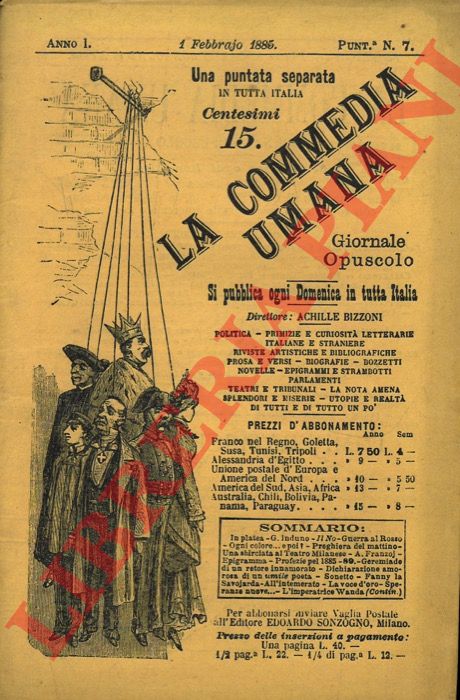 ANNO I.
1 Febbrajo 1885.
PUNT.ª N. 7.
Una puntata separata
IN TUTTA ITALIA
Centesimi
15.
LA COMMEDIA
UMANA
Giornale
Opuscolo
Si pubblica ogni Domenica in tutta Italia
Direttore: ACHILLE BIZZONI
POLITICA – PRIMIZIE E CURIOSITÀ LETTERARIE
ITALIANE E STRANIERE
RIVISTE ARTISTICHE E BIBLIOGRAFICHE
PROSA E VERSI – BIOGRAFIE – BOZZETTI
NOVELLE – EPIGRAMMI E STRAMBOTTI
PARLAMENTI
TEATRI E TRIBUNALI – LA NOTA AMENA
SPLENDORI E MISERIE – UTOPIE E REALTÀ
DI TUTTI E DI TUTTO UN PO'
PREZZI D'ABBONAMENTO:
Anno Sem
Franco nel Regno, Goletta,
Susa, Tunisi, Tripoli . . L. 7 50 L. 4 —
Alessandria d'Egitto . . . . » 9 — » 5 —
Unione postale d'Europa e
America del Nord . . . » 10 — » 5 50
America del Sud, Asia, Africa » 13 — » 7 —
Australia, Chilì, Bolivia, Pa-
nama, Paraguay. . . . . » 15 — » 8 —
SOMMARIO:
In platea - G. Induno - Il No - Guerra al Rosso
- Ogni colore... e poi? - Preghiera del mattino -
Una sbirciata al Teatro Milanese - A. Franzoj -
Epigramma - Profezie pel 1885 - 89. - Geremiade
di un retore innamorato - Dichiarazione amo-
rosa di un umile poeta - Sonetto - Fanny la
Savojarda - All'intemerato - La voce d'oro - Spe-
ranze nuove... - L'imperatrice Wanda (Contin.)
Per abbonarsi inviare Vaglia Postale
all'Editore EDOARDO SONZOGNO, Milano.
Prezzo delle inserzioni a pagamento:
Una pagina L. 40. —
1/2 pag.ª L. 22. — 1/4 di pag.ª L. 12. —
LIBRERIA PIANI
LIBRERIA PIANI